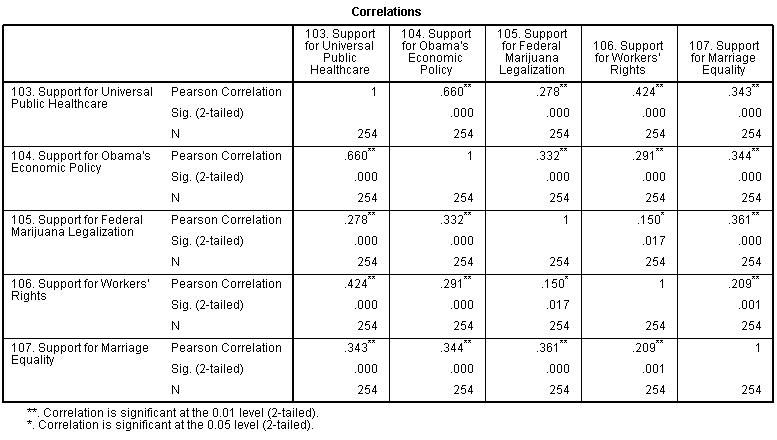 Correlations
103. Support for Universal Public Healthcare 104. Support for Obama's Economic Policy 105. Support for Federal Marijuana Legalization 106. Support for Workers' Rights 107. Support for Marriage Equality
103. Support for Universal Public Healthcare Pearson Correlation 1 .660** .278** .424** .343**
Sig. (2-tailed) .000 .000 .000 .000
N 254 254 254 254 254
104. Support for Obama's Economic Policy Pearson Correlation .660** 1 .332** .291** .344**
Sig. (2-tailed) .000 .000 .000 .000
N 254 254 254 254 254
105. Support for Federal Marijuana Legalization Pearson Correlation .278** .332** 1 .150* .361**
Sig. (2-tailed) .000 .000 .017 .000
N 254 254 254 254 254
106. Support for Workers' Rights Pearson Correlation .424** .291** .150* 1 .209**
Sig. (2-tailed) .000 .000 .017 .001
N 254 254 254 254 254
107. Support for Marriage Equality Pearson Correlation .343** .344** .361** .209** 1
Sig. (2-tailed) .000 .000 .000 .001
N 254 254 254 254 254
**. Correlation is significant at the 0.01 level (2-tailed).
*. Correlation is significant at the 0.05 level (2-tailed).